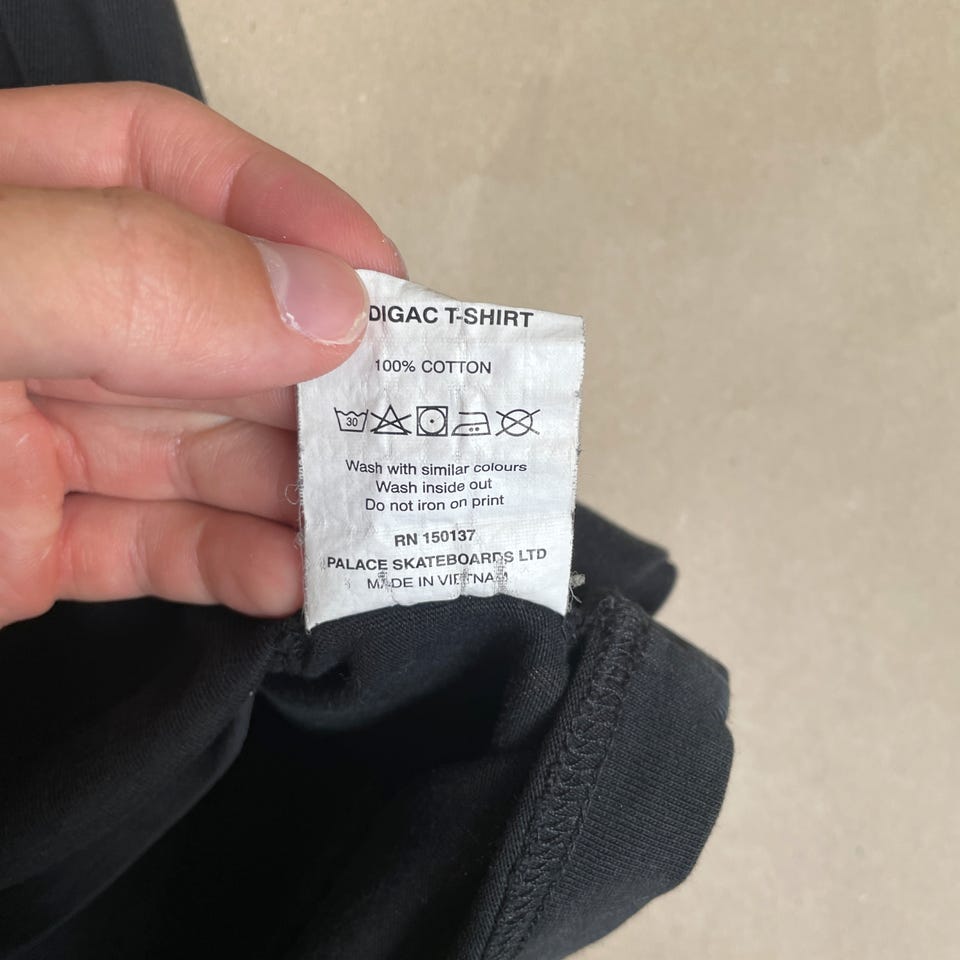 DIGAC T-SHIRT
100% COTTON
30
Wash with similar colours
Wash inside out
Do not iron on print
RN 150137
PALACE SKATEBOARDS LTD
MADE IN VIETNAM